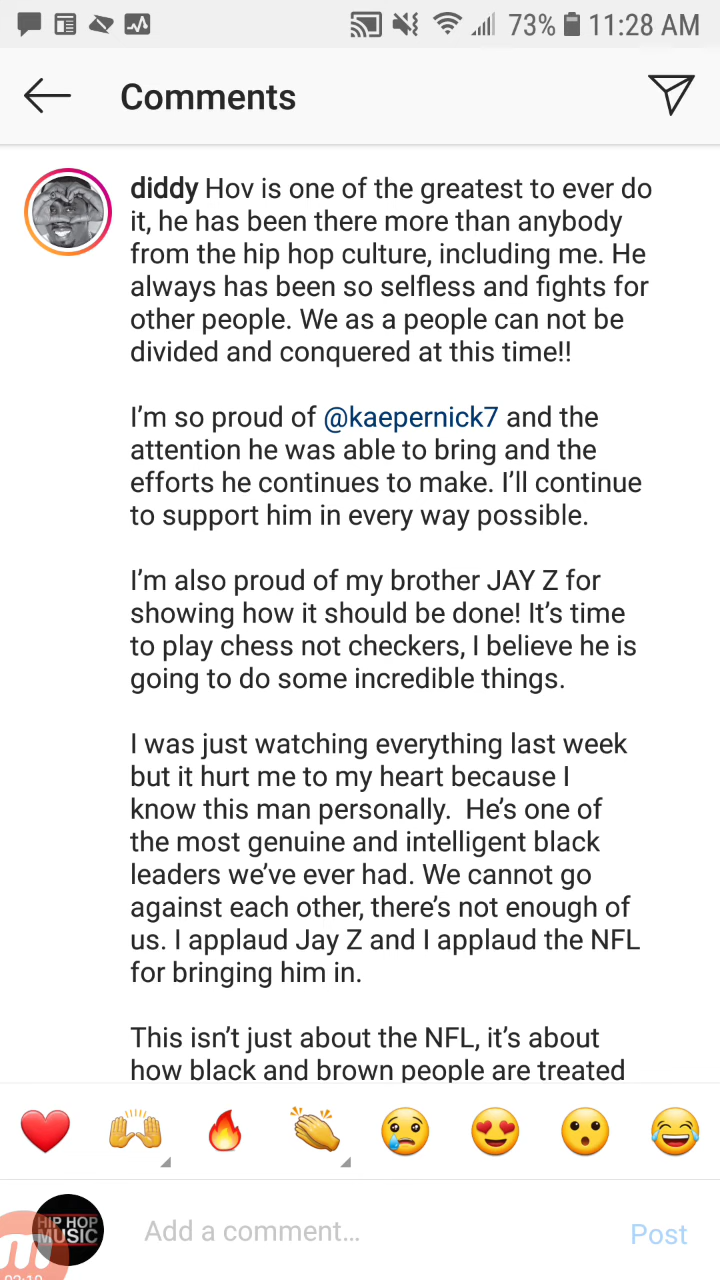 73% 11:28 AM
Comments
diddy Hov is one of the greatest to ever do
it, he has been there more than anybody
from the hip hop culture, including me. He
always has been so selfless and fights for
other people. We as a people can not be
divided and conquered at this time!!
I’m so proud of @kaepernick7 and the
attention he was able to bring and the
efforts he continues to make. I’ll continue
to support him in every way possible.
I’m also proud of my brother JAY Z for
showing how it should be done! It’s time
to play chess not checkers, I believe he is
going to do some incredible things.
I was just watching everything last week
but it hurt me to my heart because I
know this man personally.  He’s one of
the most genuine and intelligent black
leaders we’ve ever had. We cannot go
against each other, there’s not enough of
us. I applaud Jay Z and I applaud the NFL
for bringing him in.
This isn’t just about the NFL, it’s about
how black and brown people are treated
HIP HOP
MUSIC
Add a comment...
Post